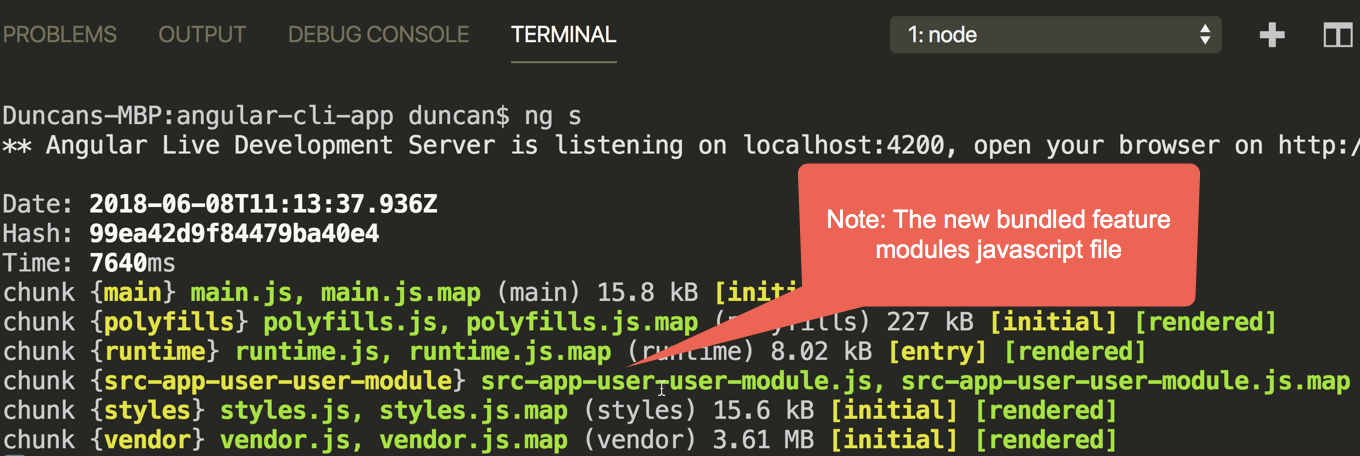 PROBLEMS OUTPUT DEBUG CONSOLE TERMINAL 1: node
Duncans-MBP:angular-cli-app duncan$ ng s
** Angular Live Development Server is listening on localhost:4200, open your browser on http:/
Date: 2018-06-08T11:13:37.936Z
Hash: 99ea42d9f84479ba40e4
Time: 7640ms
Note: The new bundled feature
modules javascript file
chunk {main} main.js, main.js.map (main) 15.8 kB [initi
chunk {polyfills} polyfills.js, polyfills.js.map (polyfills) 227 kB [initial] [rendered]
chunk {runtime} runtime.js, runtime.js.map (runtime) 8.02 kB [entry] [rendered]
chunk {src-app-user-user-module} src-app-user-user-module.js, src-app-user-user-module.js.map
chunk {styles} styles.js, styles.js.map (styles) 15.6 kB [initial] [rendered]
chunk {vendor} vendor.js, vendor.js.map (vendor) 3.61 MB [initial] [rendered]